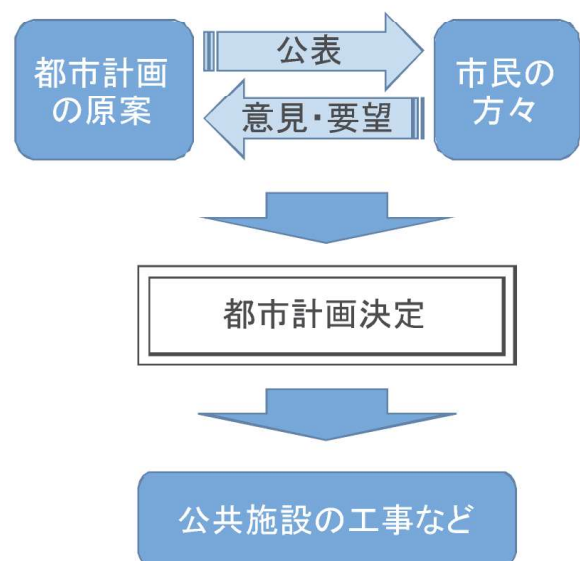 都市計画
の原案
公表
意見・要望
市民の
方々
都市計画決定
公共施設の工事など